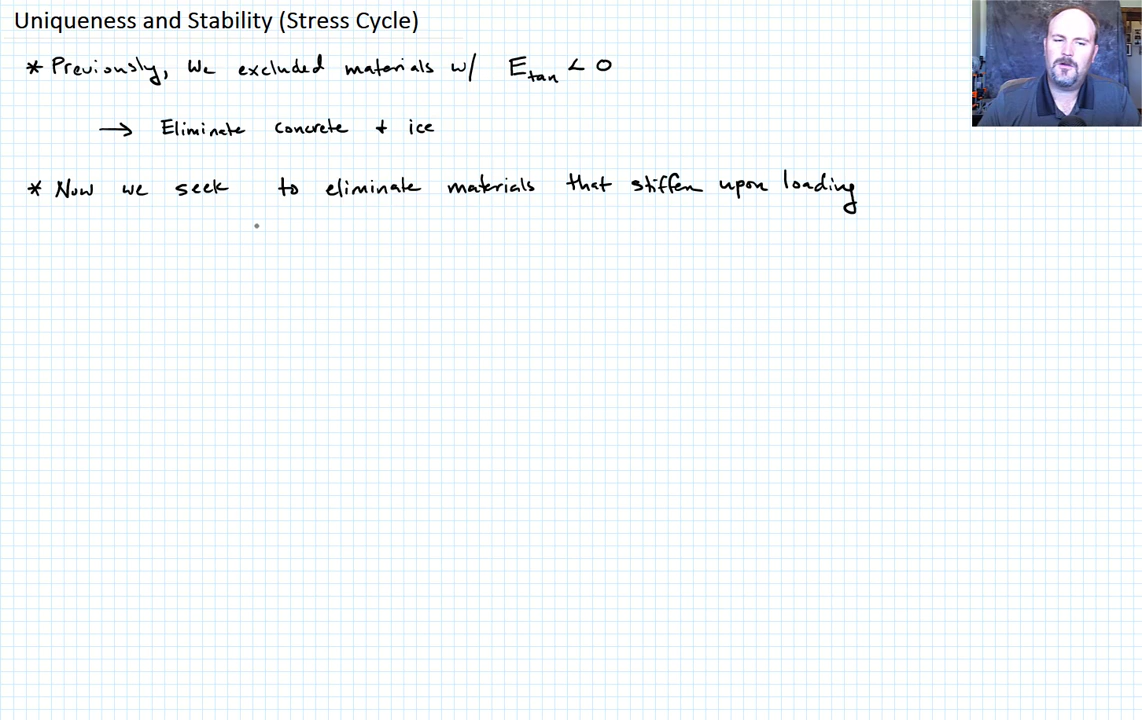 Uniqueness and Stability (Stress Cycle)
* Previously, We excluded materials w/ E_tan < 0
→ Eliminate concrete + ice
* Now we seek to eliminate materials that stiffen upon loading